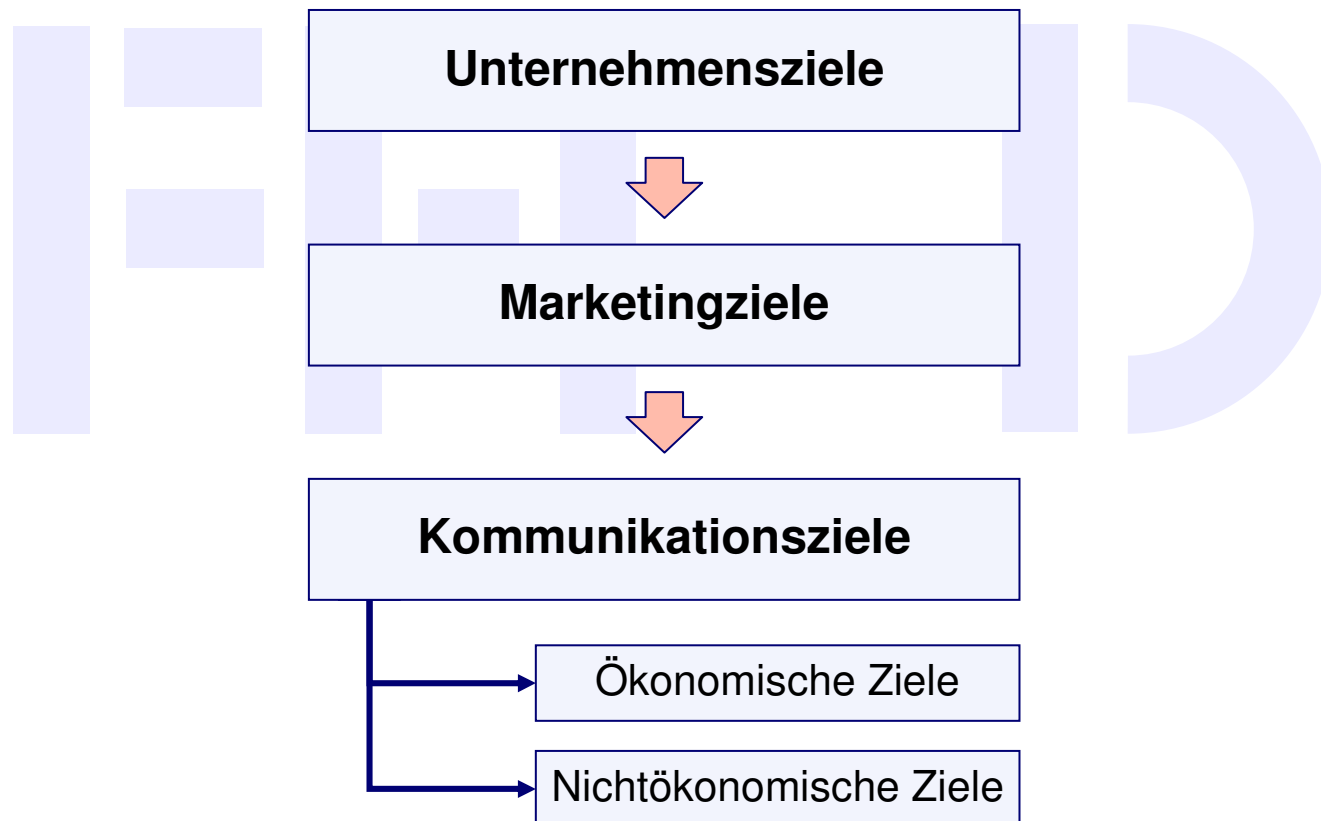 Unternehmensziele
Marketingziele
Kommunikationsziele
Ökonomische Ziele
Nichtökonomische Ziele